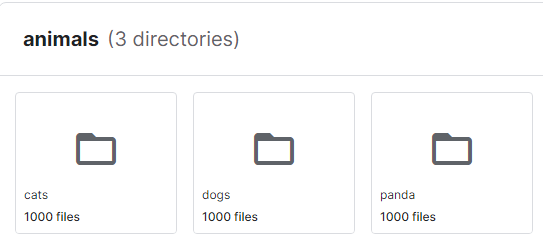 animals (3 directories)
cats
1000 files
dogs
1000 files
panda
1000 files